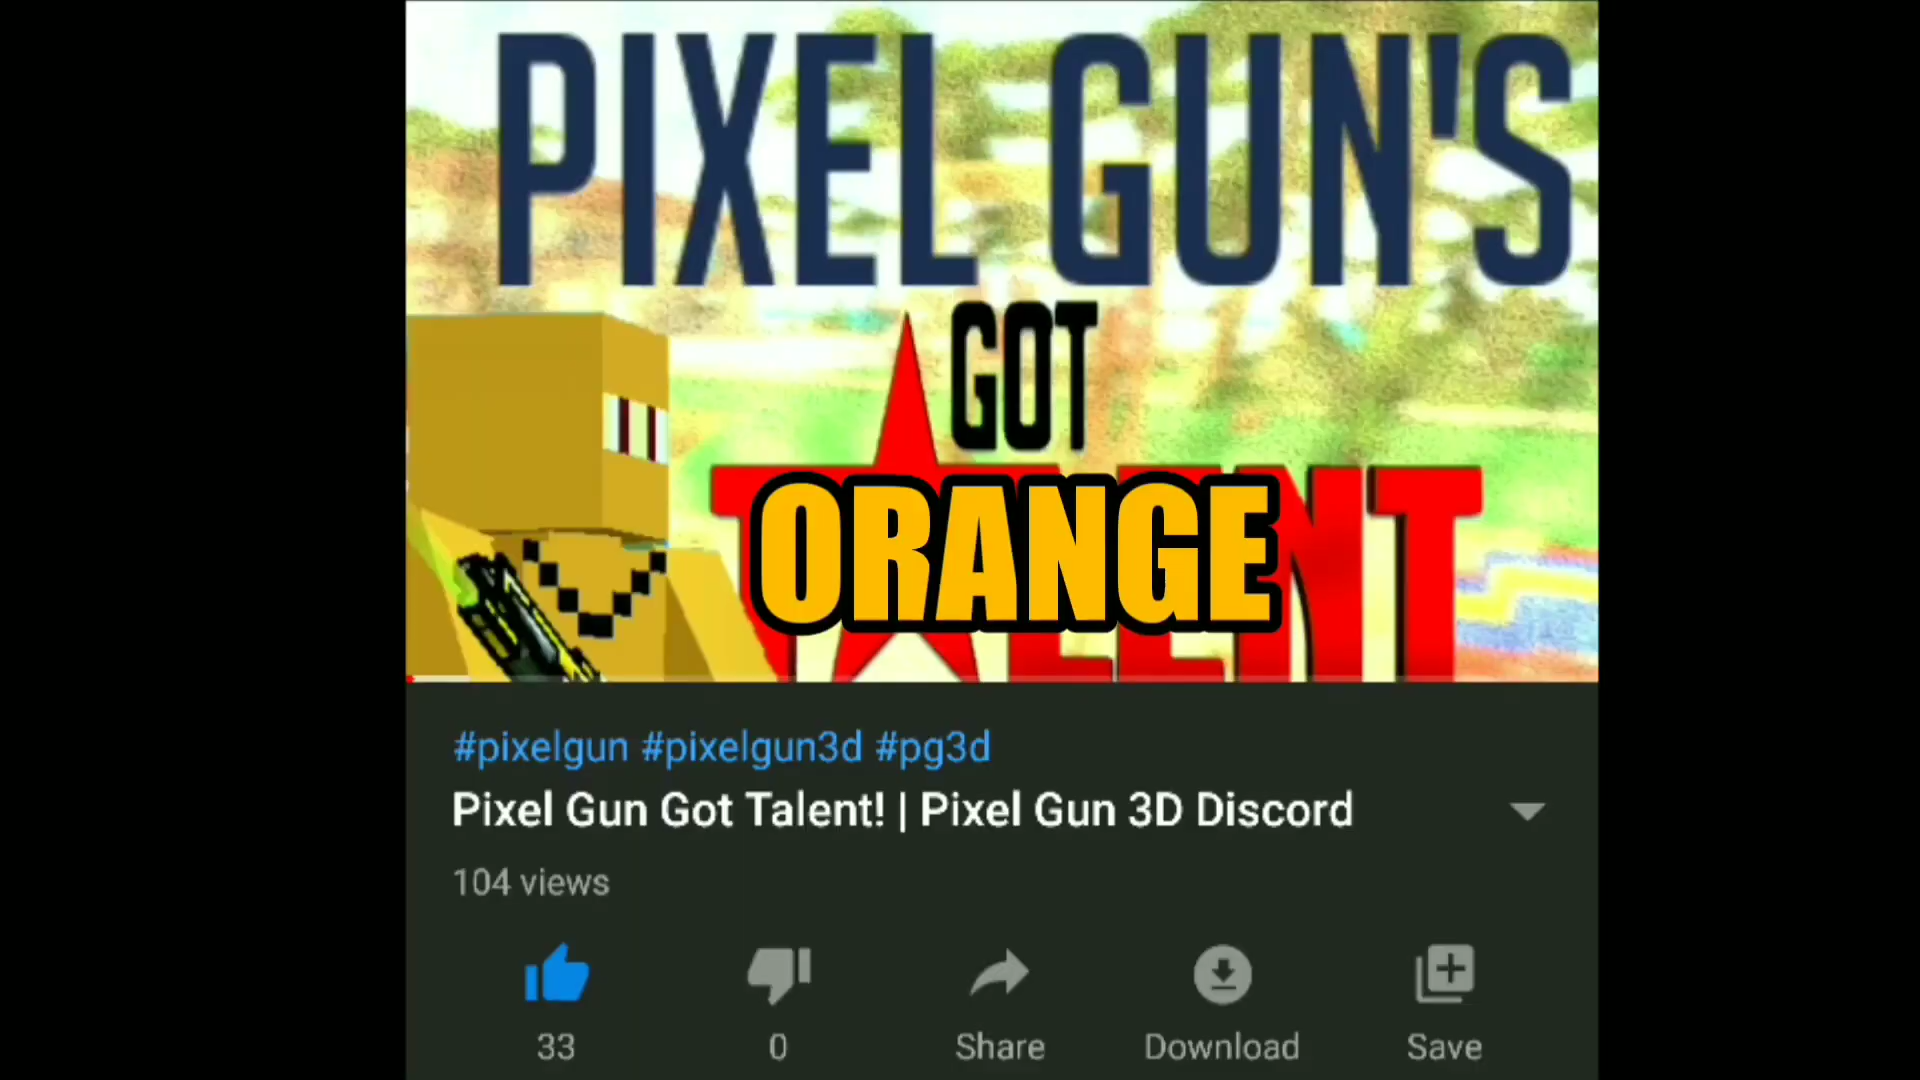 PIXEL GUN'S
GOT
TALENT
ORANGE
#pixelgun #pixelgun3d #pg3d
Pixel Gun Got Talent! | Pixel Gun 3D Discord
104 views
33
0
Share
Download
Save